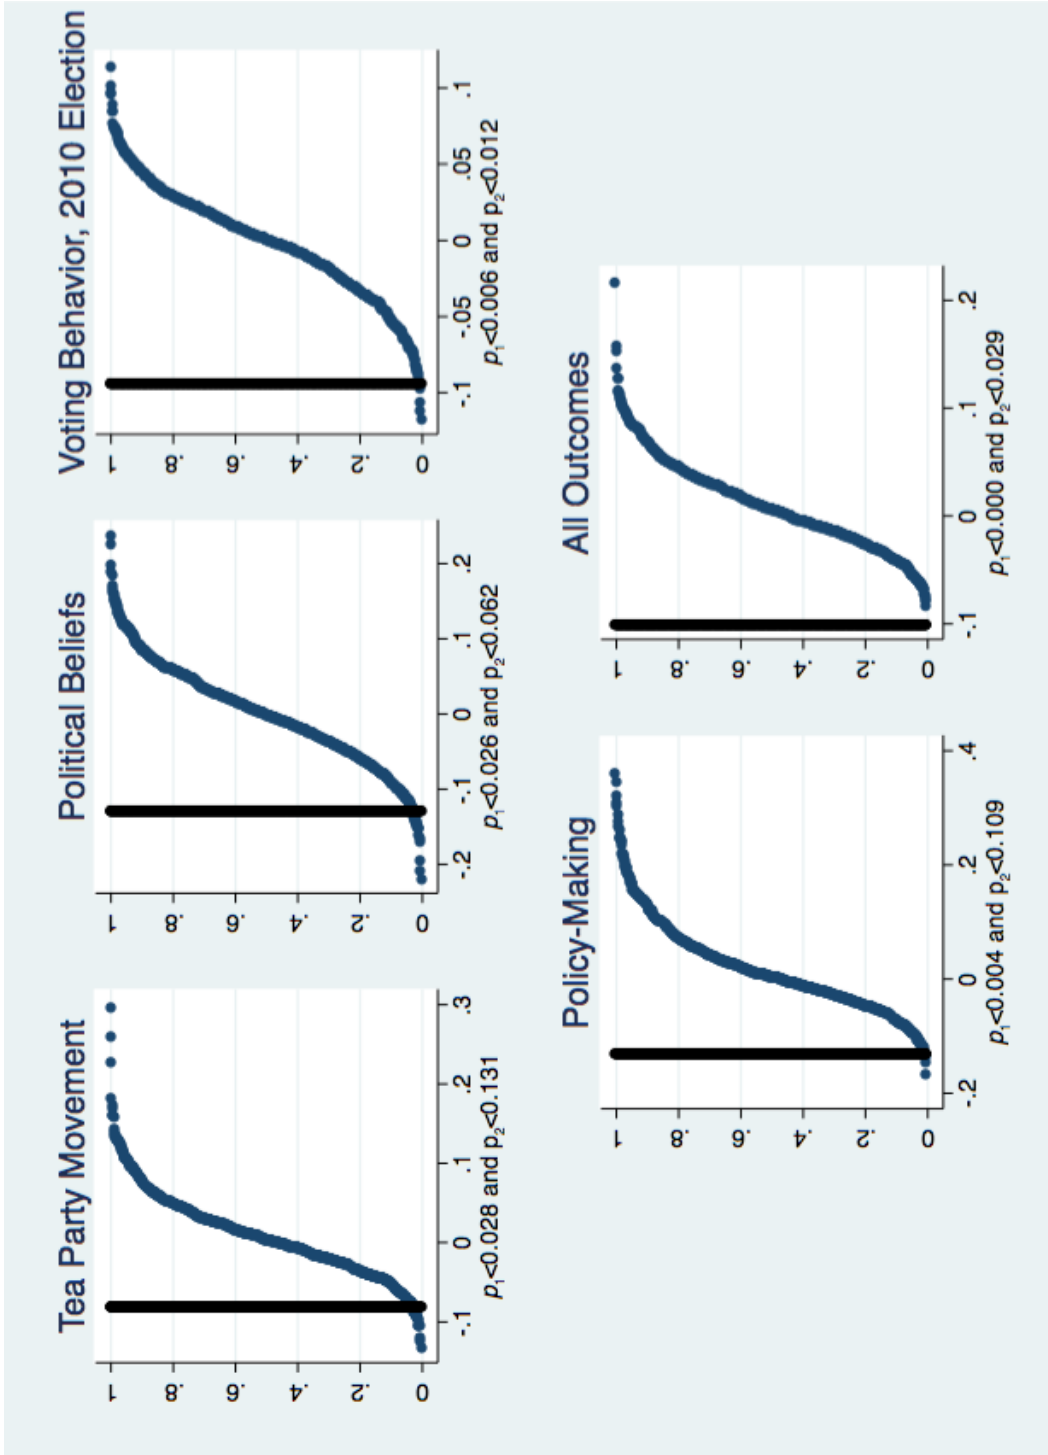 Tea Party Movement
1
.8
.6
.4
.2
0
-.1 0 .1 .2 .3
p₁<0.028 and p₂<0.131
Political Beliefs
1
.8
.6
.4
.2
0
-.2 -.1 0 .1 .2
p₁<0.026 and p₂<0.062
Voting Behavior, 2010 Election
1
.8
.6
.4
.2
0
-.1 -.05 0 .05 .1
p₁<0.006 and p₂<0.012
Policy-Making
1
.8
.6
.4
.2
0
-.2 0 .2 .4
p₁<0.004 and p₂<0.109
All Outcomes
1
.8
.6
.4
.2
0
-.1 0 .1 .2
p₁<0.000 and p₂<0.029